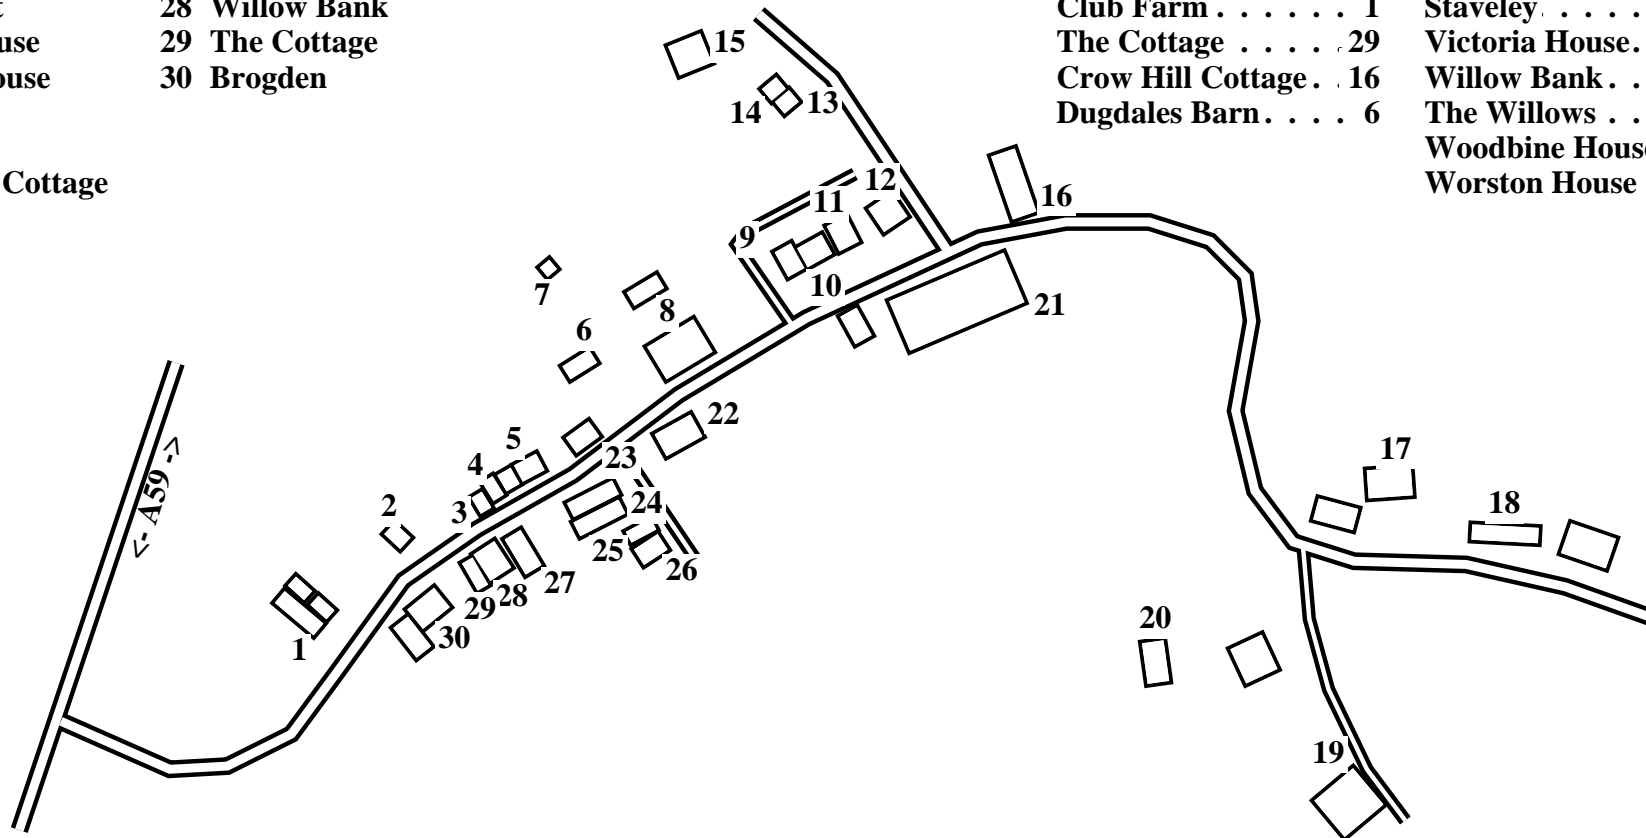 28 Willow Bank
29 The Cottage
30 Brogden
Cottage
Club Farm . . . . . . 1
The Cottage . . . . . 29
Crow Hill Cottage . . 16
Dugdales Barn . . . . 6
Staveley . . . .
Victoria House .
Willow Bank . .
The Willows . .
Woodbine House
Worston House
15
14
13
12
16
11
9
7
10
8
21
6
22
5
23
4
17
<- A59 ->
2
3
24
18
25
26
27
28
29
20
30
1
19